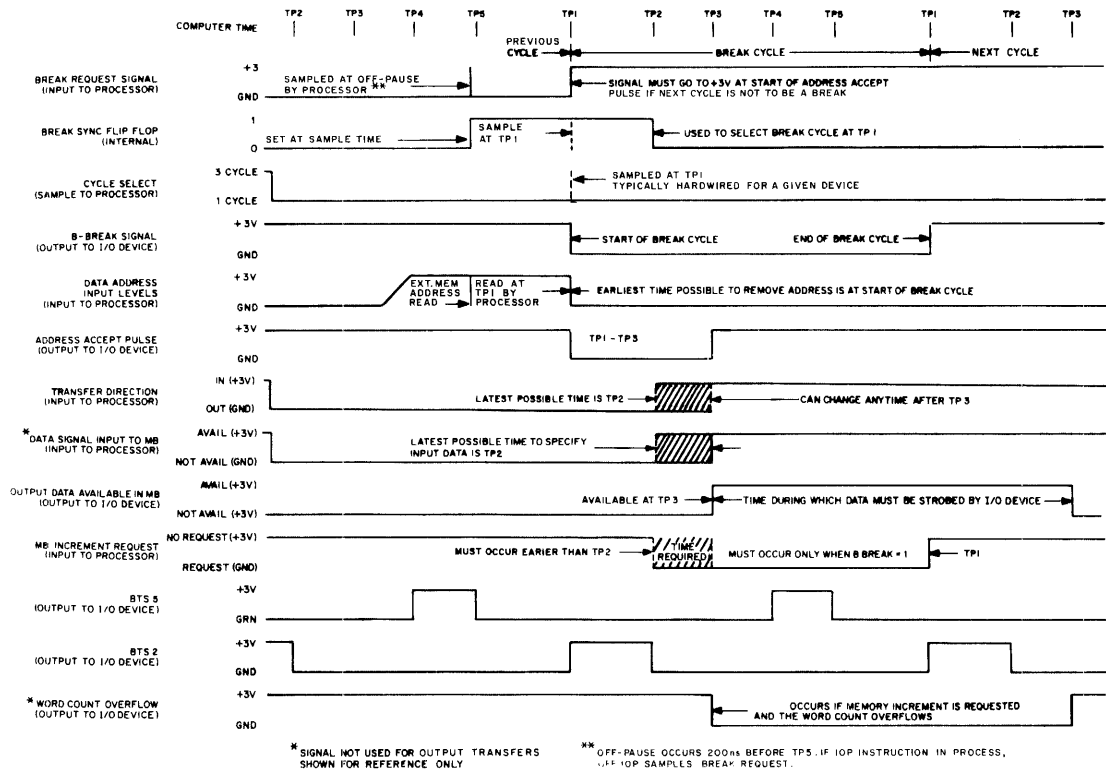 TP2 TP3 TP4 TP5 TP1 TP2 TP3 TP4 TP5 TP1 TP2 TP3
COMPUTER TIME
PREVIOUS
CYCLE BREAK CYCLE NEXT CYCLE
BREAK REQUEST SIGNAL
(INPUT TO PROCESSOR)
+3
GND
SAMPLED AT OFF-PAUSE
BY PROCESSOR **
SIGNAL MUST GO TO +3V AT START OF ADDRESS ACCEPT
PULSE IF NEXT CYCLE IS NOT TO BE A BREAK
BREAK SYNC FLIP FLOP
(INTERNAL)
1
0
SET AT SAMPLE TIME
SAMPLE
AT TP1
USED TO SELECT BREAK CYCLE AT TP1
CYCLE SELECT
(SAMPLE TO PROCESSOR)
3 CYCLE
1 CYCLE
SAMPLED AT TP1
TYPICALLY HARDWIRED FOR A GIVEN DEVICE
B-BREAK SIGNAL
(OUTPUT TO I/O DEVICE)
+3V
GND
START OF BREAK CYCLE
END OF BREAK CYCLE
DATA ADDRESS
INPUT LEVELS
(INPUT TO PROCESSOR)
+3V
GND
EXT. MEM
ADDRESS
READ
READ AT
TP1 BY
PROCESSOR
EARLIEST TIME POSSIBLE TO REMOVE ADDRESS IS AT START OF BREAK CYCLE
ADDRESS ACCEPT PULSE
(OUTPUT TO I/O DEVICE)
+3V
GND
TP1 - TP3
TRANSFER DIRECTION
(INPUT TO PROCESSOR)
IN (+3V)
OUT (GND)
LATEST POSSIBLE TIME IS TP2
CAN CHANGE ANYTIME AFTER TP3
*DATA SIGNAL INPUT TO MB
(INPUT TO PROCESSOR)
AVAIL (+3V)
NOT AVAIL (GND)
LATEST POSSIBLE TIME TO SPECIFY
INPUT DATA IS TP2
OUTPUT DATA AVAILABLE IN MB
(OUTPUT TO I/O DEVICE)
AVAIL (+3V)
NOT AVAIL (+3V)
AVAILABLE AT TP3
TIME DURING WHICH DATA MUST BE STROBED BY I/O DEVICE
MB INCREMENT REQUEST
(INPUT TO PROCESSOR)
NO REQUEST (+3V)
REQUEST (GND)
MUST OCCUR EARIER THAN TP2
TIME
REQUIRED
MUST OCCUR ONLY WHEN B BREAK = 1
TP1
BTS 5
(OUTPUT TO I/O DEVICE)
+3V
GRN
BTS 2
(OUTPUT TO I/O DEVICE)
+3V
GND
*WORD COUNT OVERFLOW
(OUTPUT TO I/O DEVICE)
+3V
GND
OCCURS IF MEMORY INCREMENT IS REQUESTED
AND THE WORD COUNT OVERFLOWS
*SIGNAL NOT USED FOR OUTPUT TRANSFERS
SHOWN FOR REFERENCE ONLY
**OFF-PAUSE OCCURS 200ns BEFORE TP5. IF IOP INSTRUCTION IN PROCESS,
OFF IOP SAMPLES BREAK REQUEST.